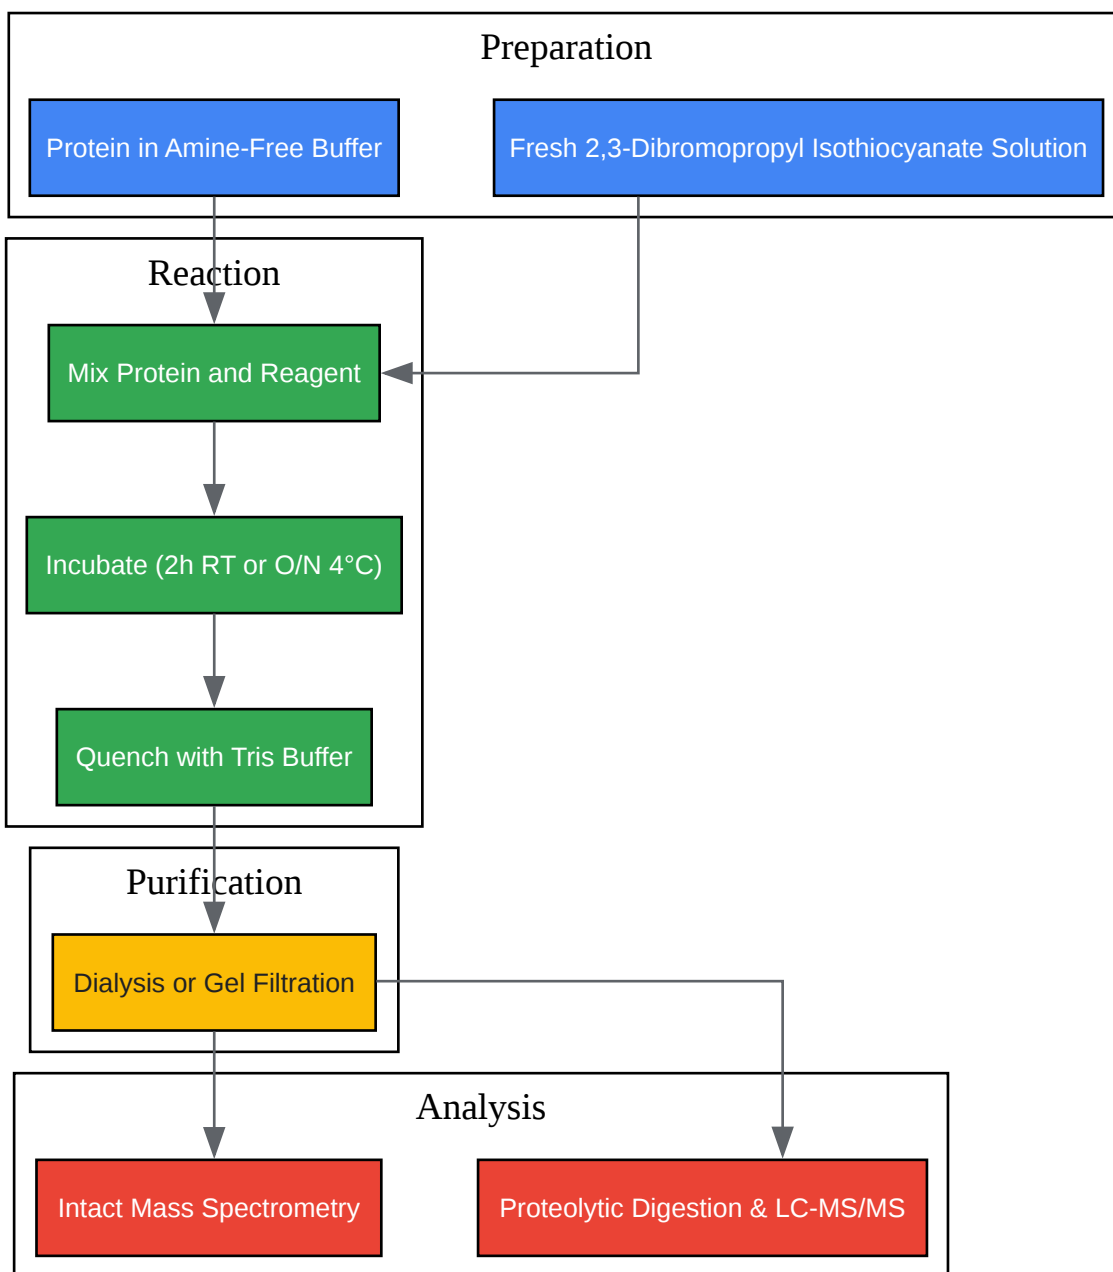 Preparation
Protein in Amine-Free Buffer
Fresh 2,3-Dibromopropyl Isothiocyanate Solution
Reaction
Mix Protein and Reagent
Incubate (2h RT or O/N 4°C)
Quench with Tris Buffer
Purification
Dialysis or Gel Filtration
Analysis
Intact Mass Spectrometry
Proteolytic Digestion & LC-MS/MS